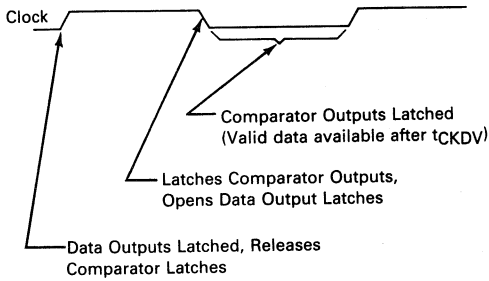 Clock
Comparator Outputs Latched
(Valid data available after tCKDV)
Latches Comparator Outputs,
Opens Data Output Latches
Data Outputs Latched, Releases
Comparator Latches